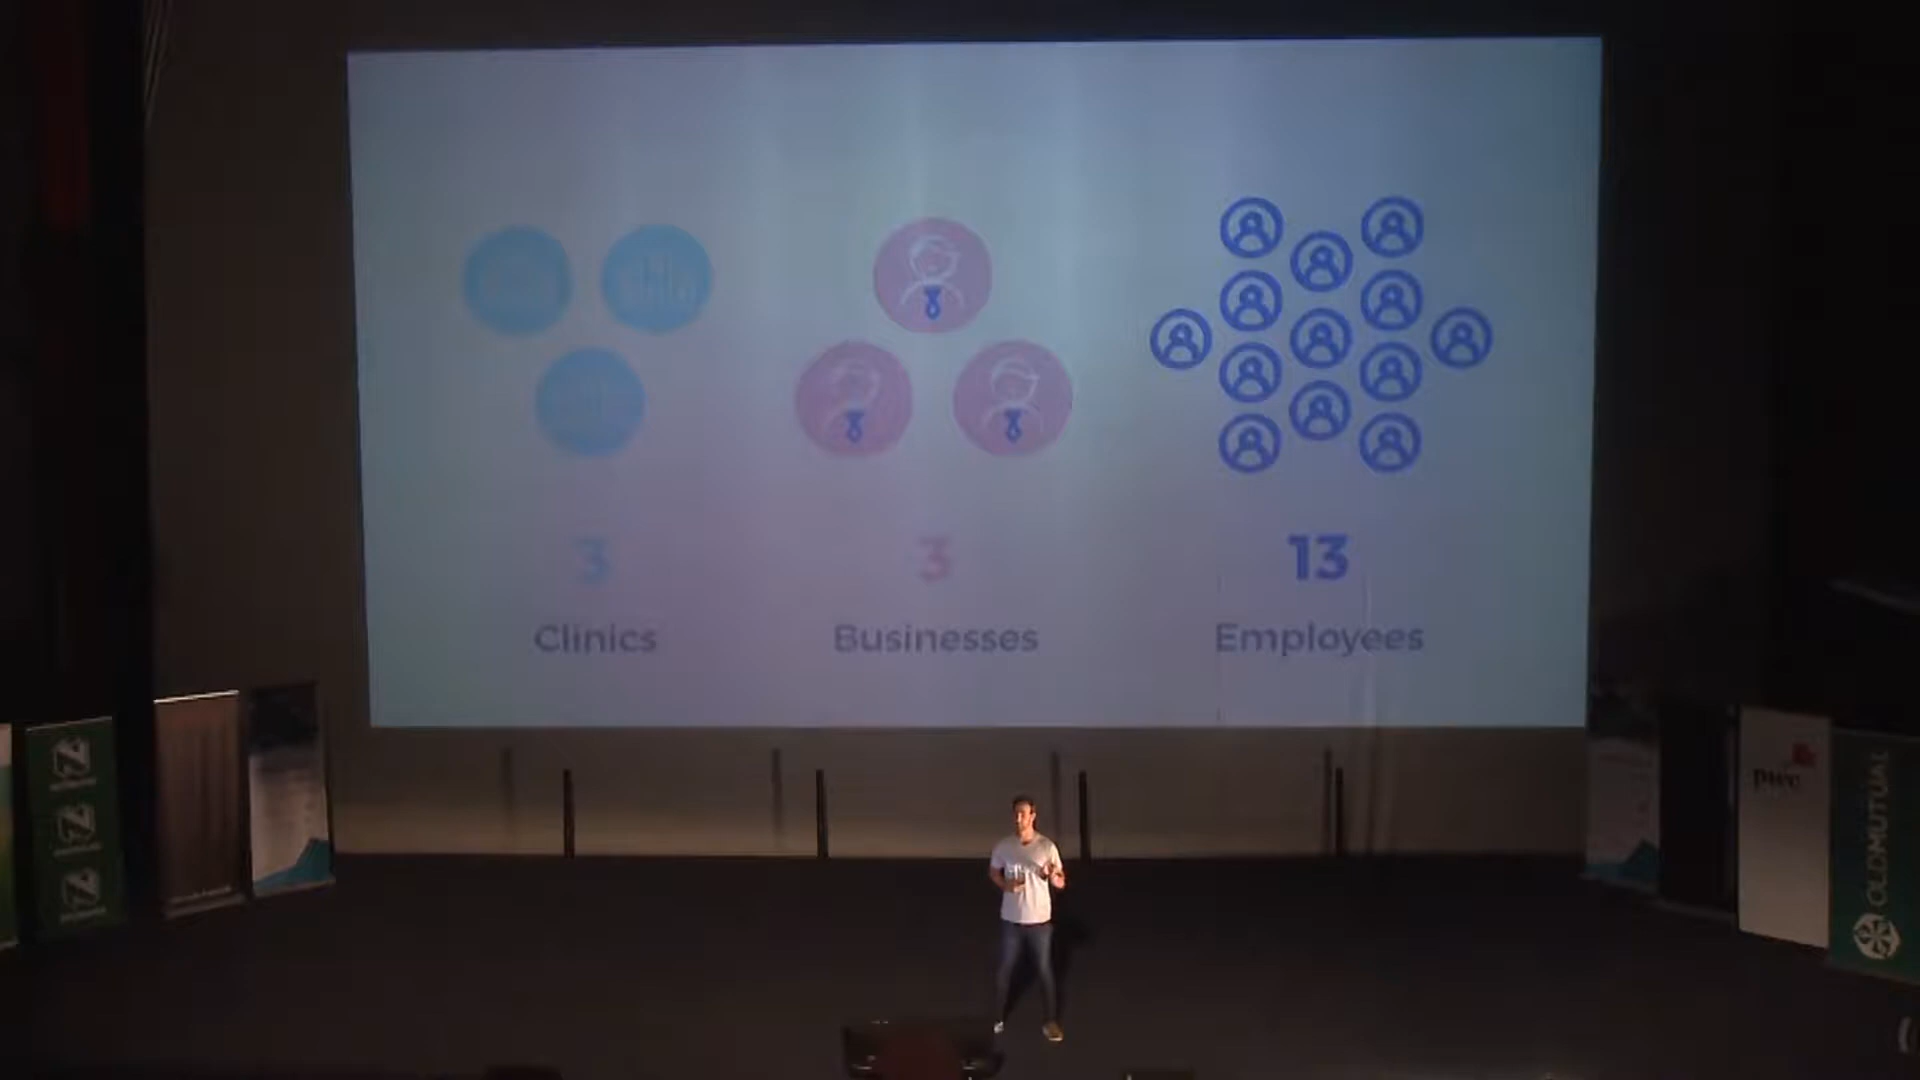 3
3
13
Clinics
Businesses
Employees
pwc
OLDMUTUAL